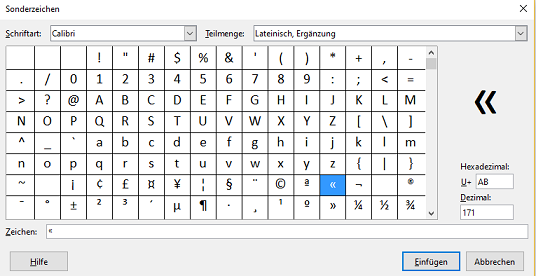 Sonderzeichen
Schriftart: Calibri Teilmenge: Lateinisch, Ergänzung
! " # $ % & ' ( ) * + , -
. / 0 1 2 3 4 5 6 7 8 9 : ; < =
> ? @ A B C D E F G H I J K L M
N O P Q R S T U V W X Y Z [ \ ]
^ _ ` a b c d e f g h i j k l m
n o p q r s t u v w x y z { | }
~ ¡ ¢ £ ¤ ¥ ¦ § ¨ © ª « ¬ ®
¯ ° ± ² ³ ´ µ ¶ · ¸ ¹ º » ¼ ½ ¾
«
Hexadezimal:
U+ AB
Dezimal:
171
Zeichen: «
Hilfe Einfügen Abbrechen